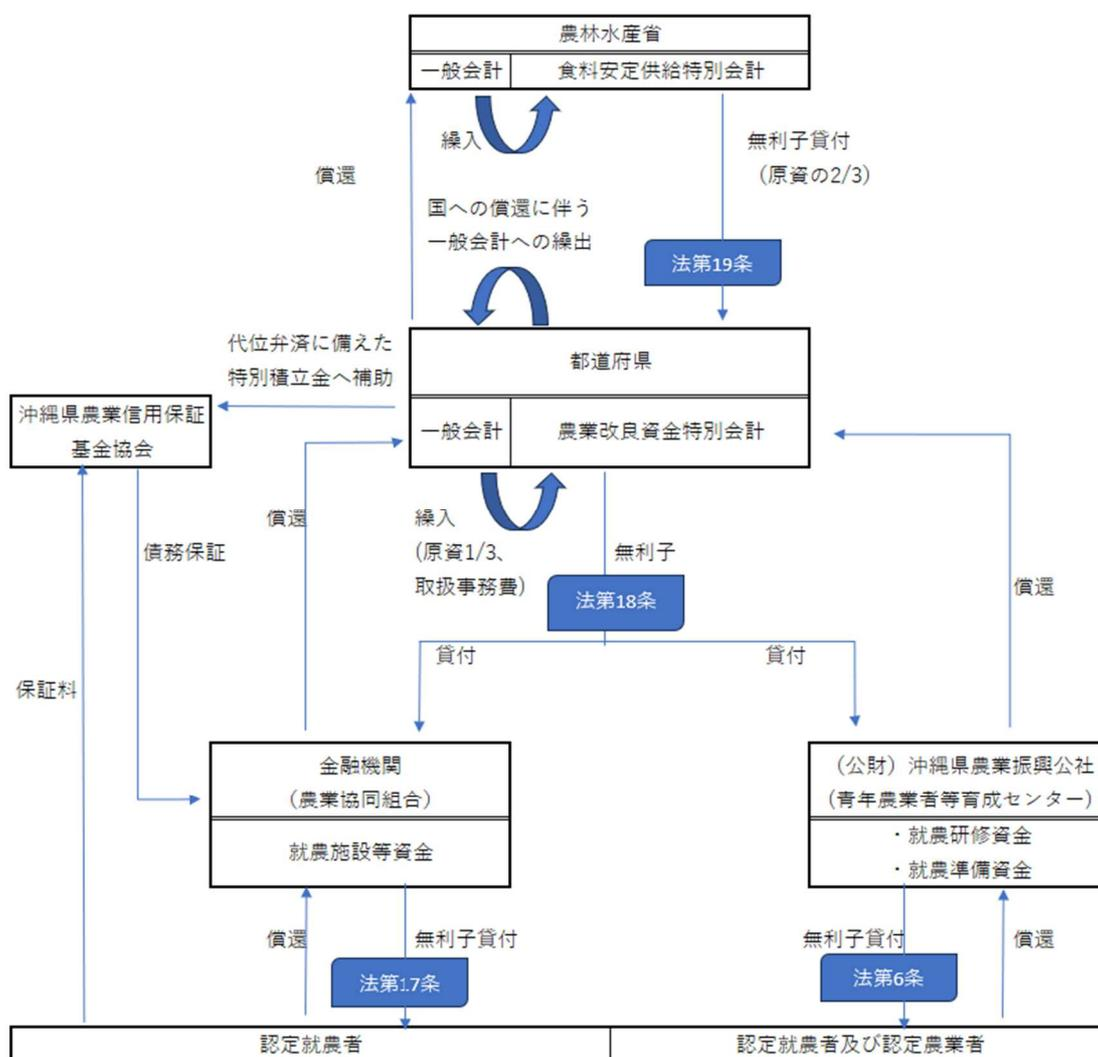 農林水産省
一般会計
食料安定供給特別会計
繰入
無利子貸付
（原資の2/3）
償還
国への償還に伴う
一般会計への繰出
法第19条
代位弁済に備えた
特別積立金へ補助
都道府県
沖縄県農業信用保証
基金協会
一般会計
農業改良資金特別会計
償還
繰入
(原資1/3、
取扱事務費)
無利子
債務保証
法第18条
償還
貸付
貸付
保証料
金融機関
（農業協同組合）
就農施設等資金
（公財）沖縄県農業振興公社
(青年農業者等育成センター)
・就農研修資金
・就農準備資金
償還
無利子貸付
無利子貸付
償還
法第17条
法第6条
認定就農者
認定就農者及び認定農業者